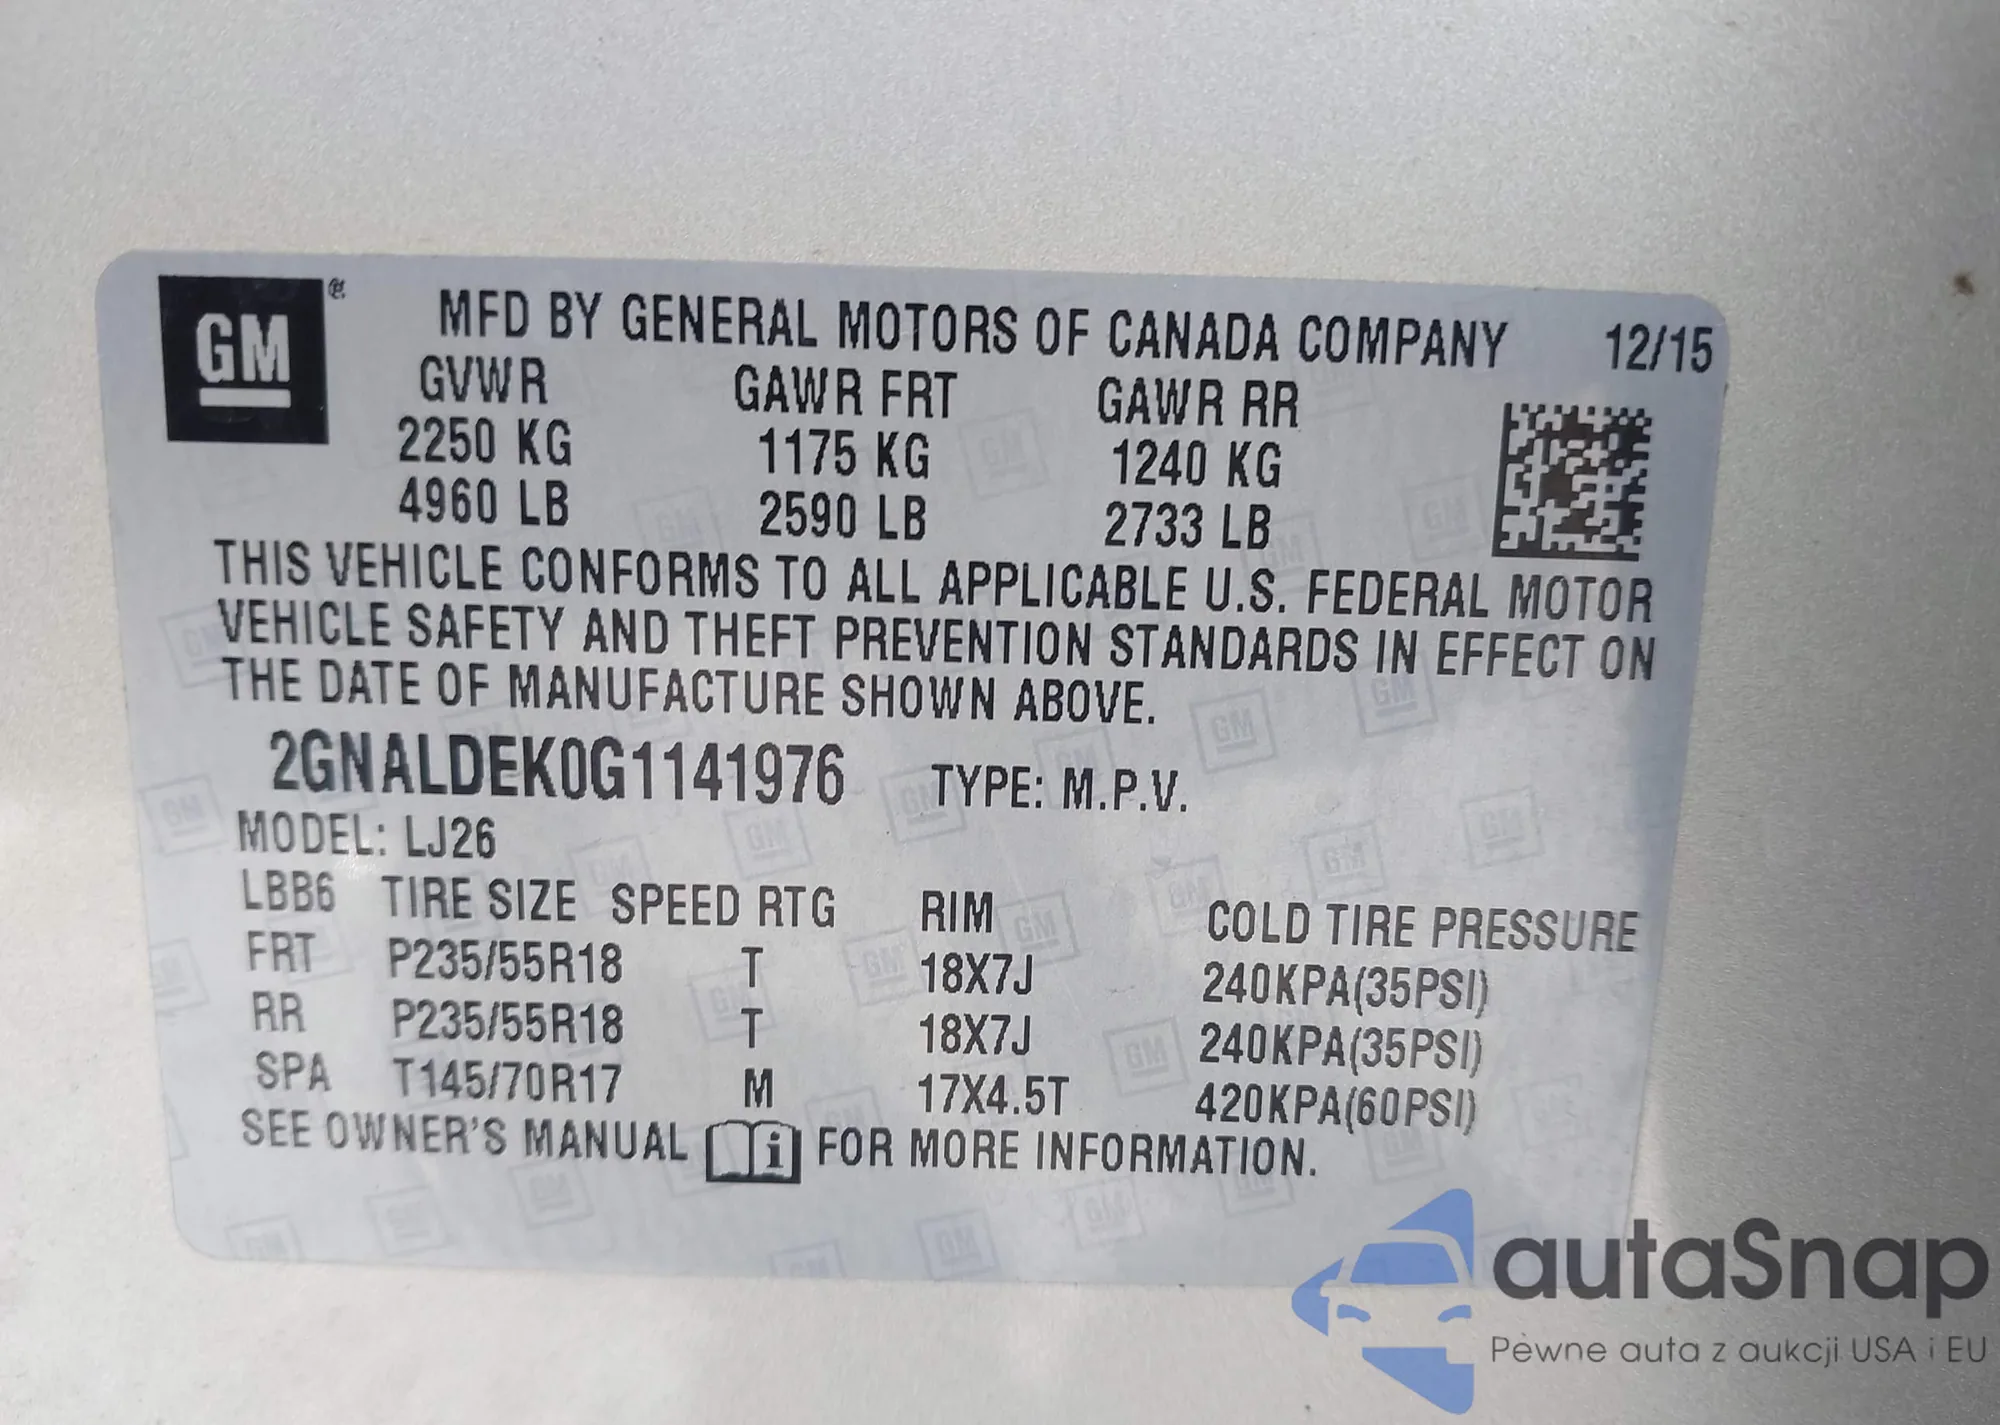 GM ®
MFD BY GENERAL MOTORS OF CANADA COMPANY 12/15
GVWR GAWR FRT GAWR RR
2250 KG 1175 KG 1240 KG
4960 LB 2590 LB 2733 LB
THIS VEHICLE CONFORMS TO ALL APPLICABLE U.S. FEDERAL MOTOR
VEHICLE SAFETY AND THEFT PREVENTION STANDARDS IN EFFECT ON
THE DATE OF MANUFACTURE SHOWN ABOVE.
2GNALDEK0G1141976 TYPE: M.P.V.
MODEL: LJ26
LBB6 TIRE SIZE SPEED RTG RIM COLD TIRE PRESSURE
FRT P235/55R18 T 18X7J 240KPA(35PSI)
RR P235/55R18 T 18X7J 240KPA(35PSI)
SPA T145/70R17 M 17X4.5T 420KPA(60PSI)
SEE OWNER'S MANUAL i FOR MORE INFORMATION.
autaSnap
Pewne auta z aukcji USA i EU